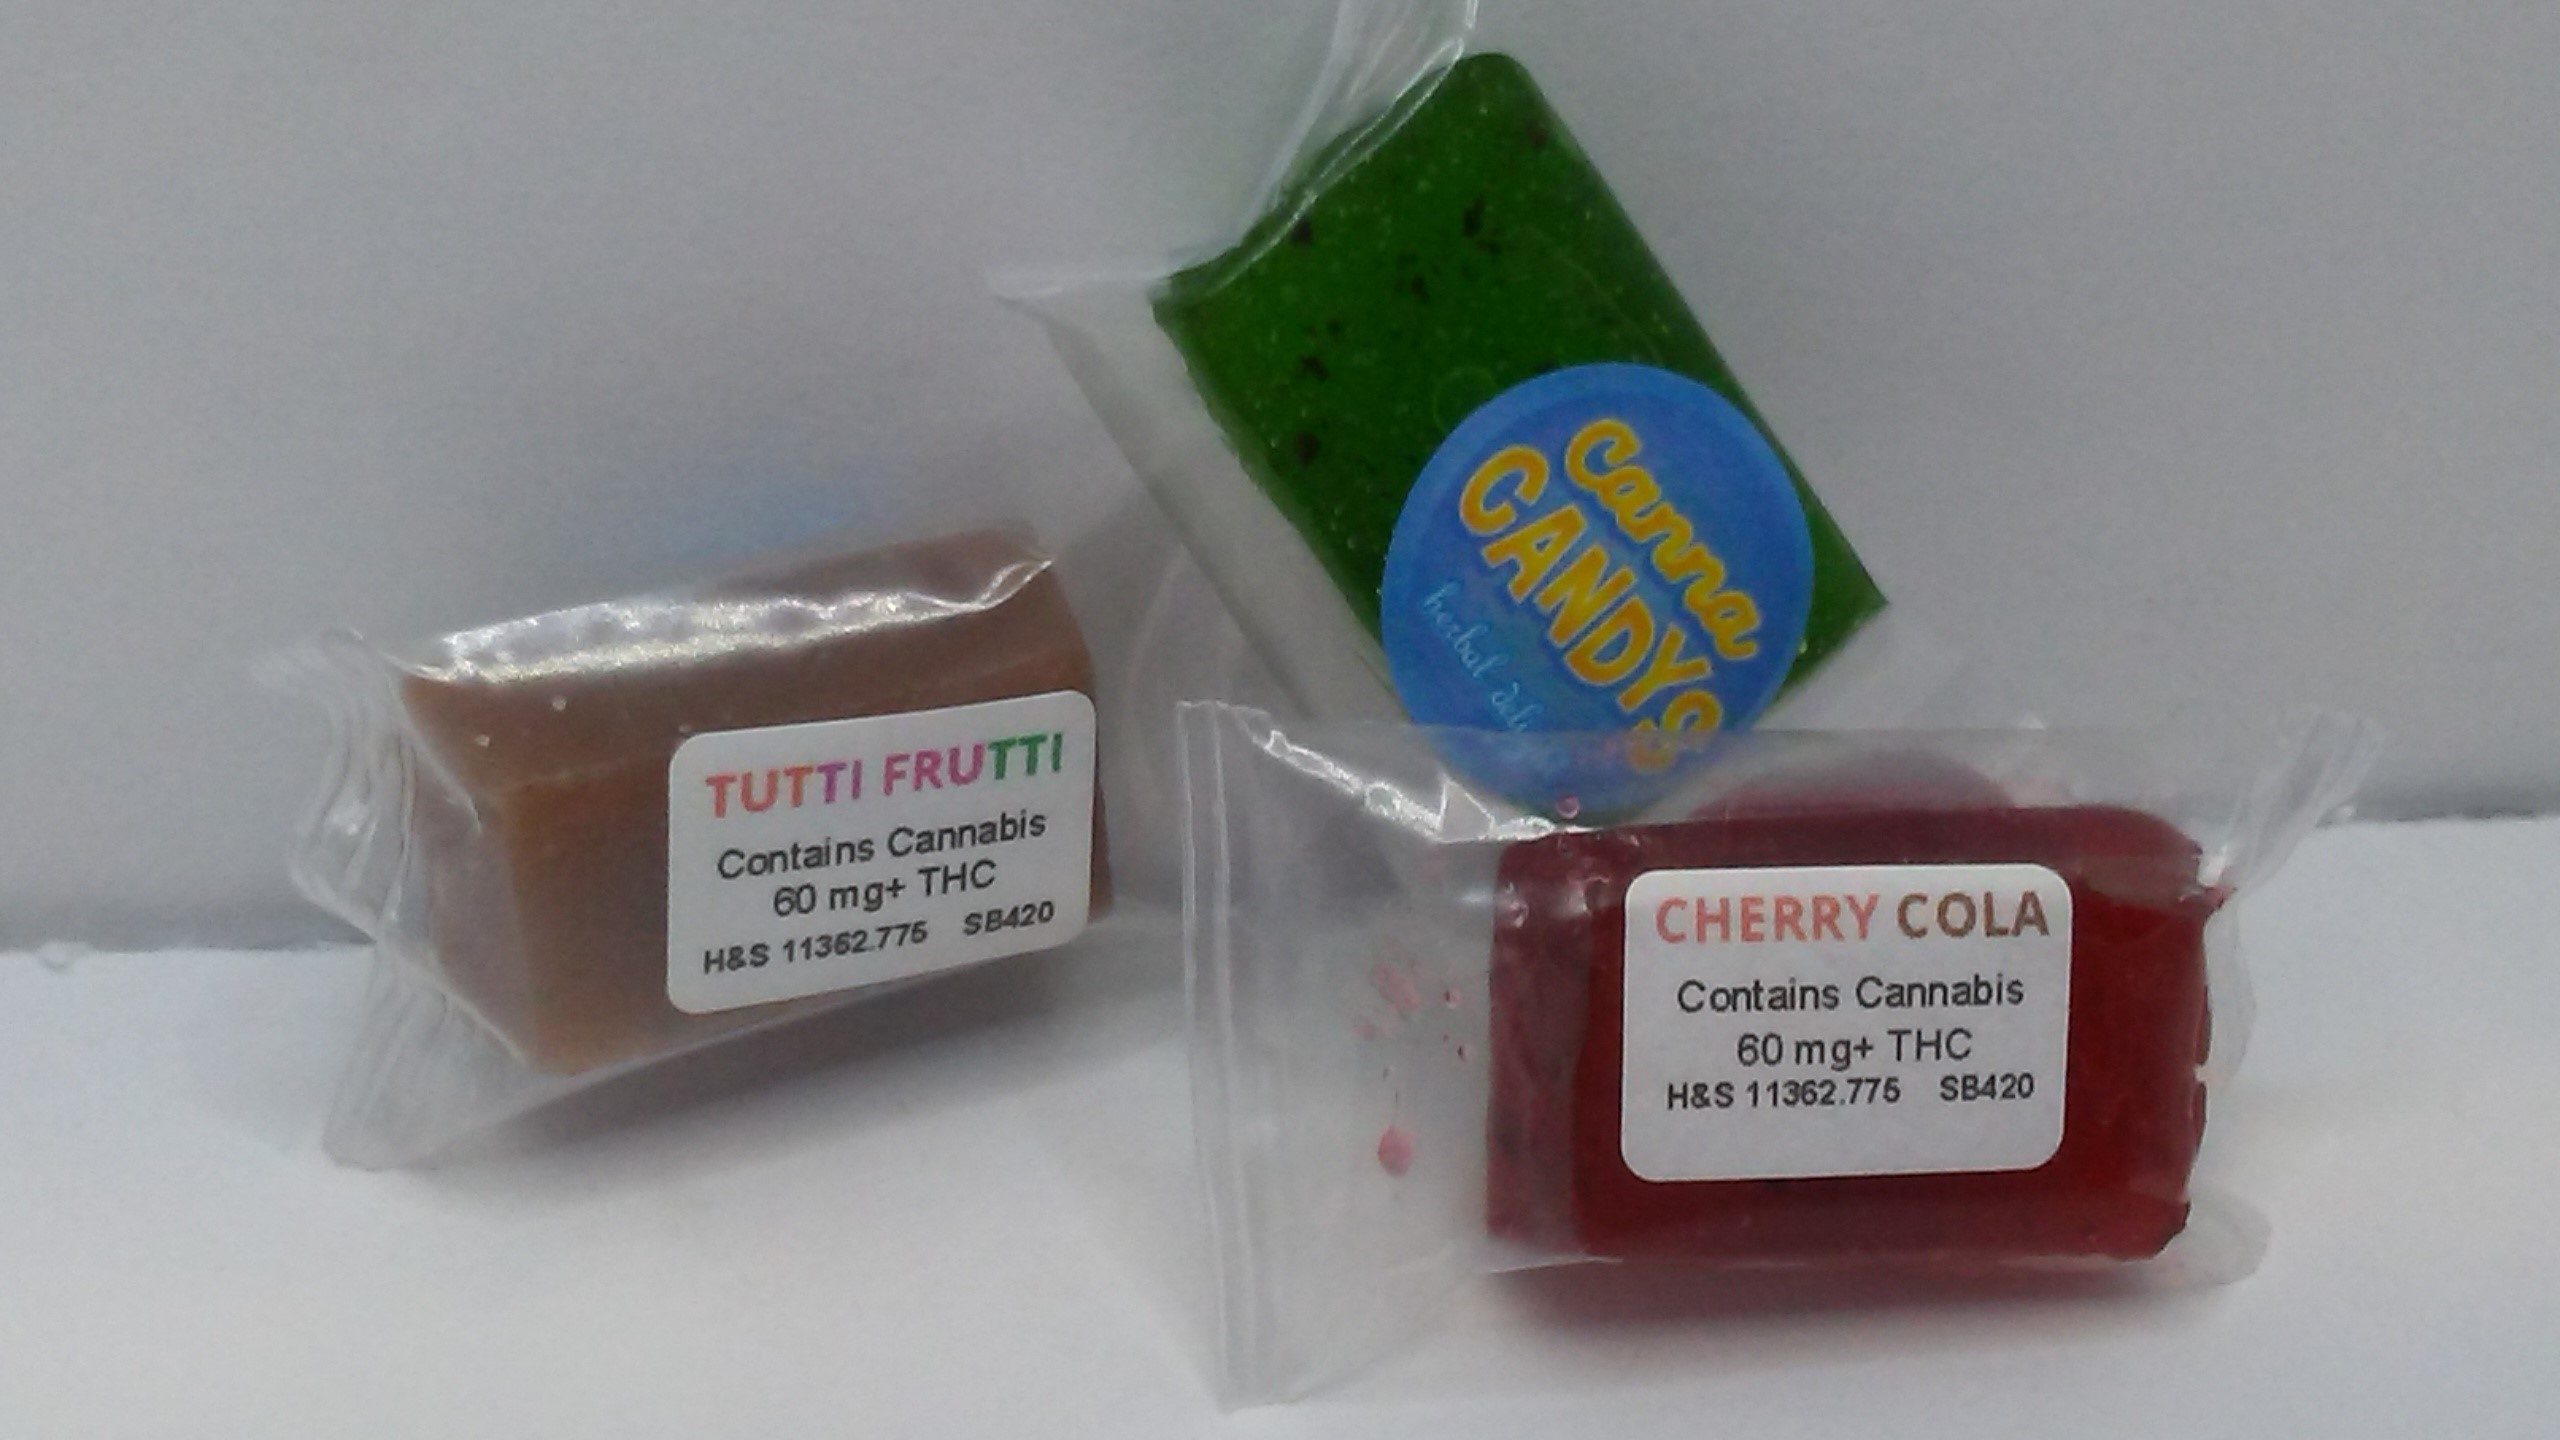 Canna
CANDYS
herbal
TUTTI FRUTTI
Contains Cannabis
60 mg+ THC
H&S 11362.775 SB420
CHERRY COLA
Contains Cannabis
60 mg+ THC
H&S 11362.775 SB420